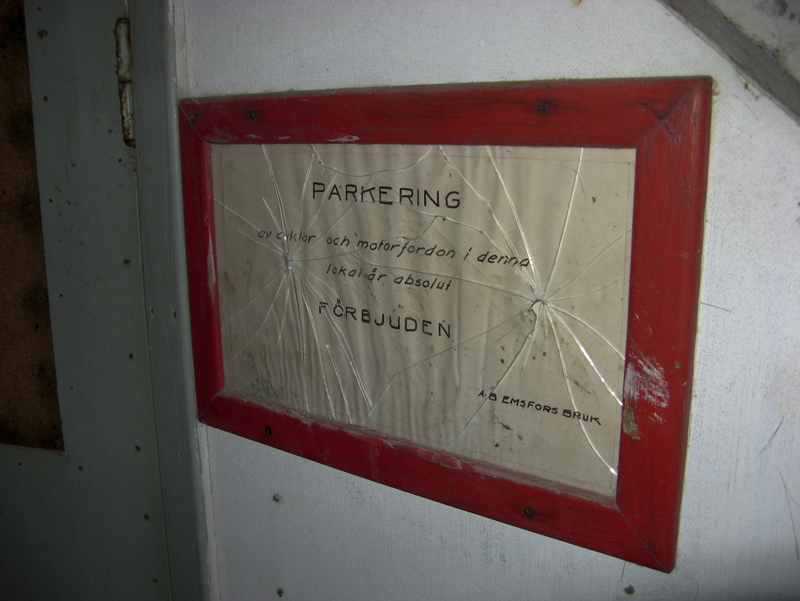 PARKERING
av cyklar och motorfordon i denna
lokal är absolut
FÖRBJUDEN
A-B EMSFORS BRUK